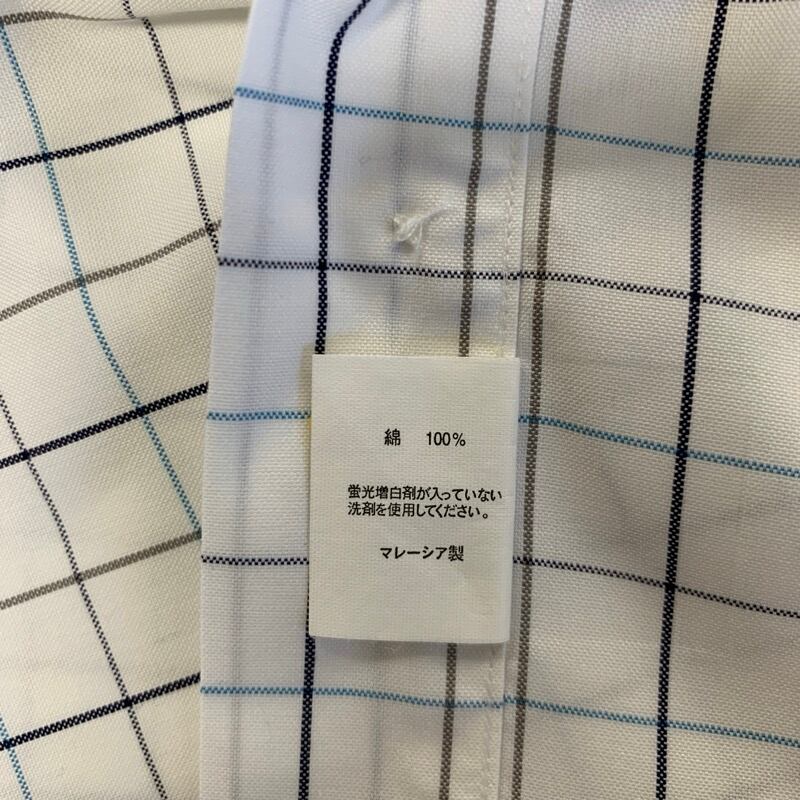 綿 100%
蛍光増白剤が入っていない
洗剤を使用してください。
マレーシア製